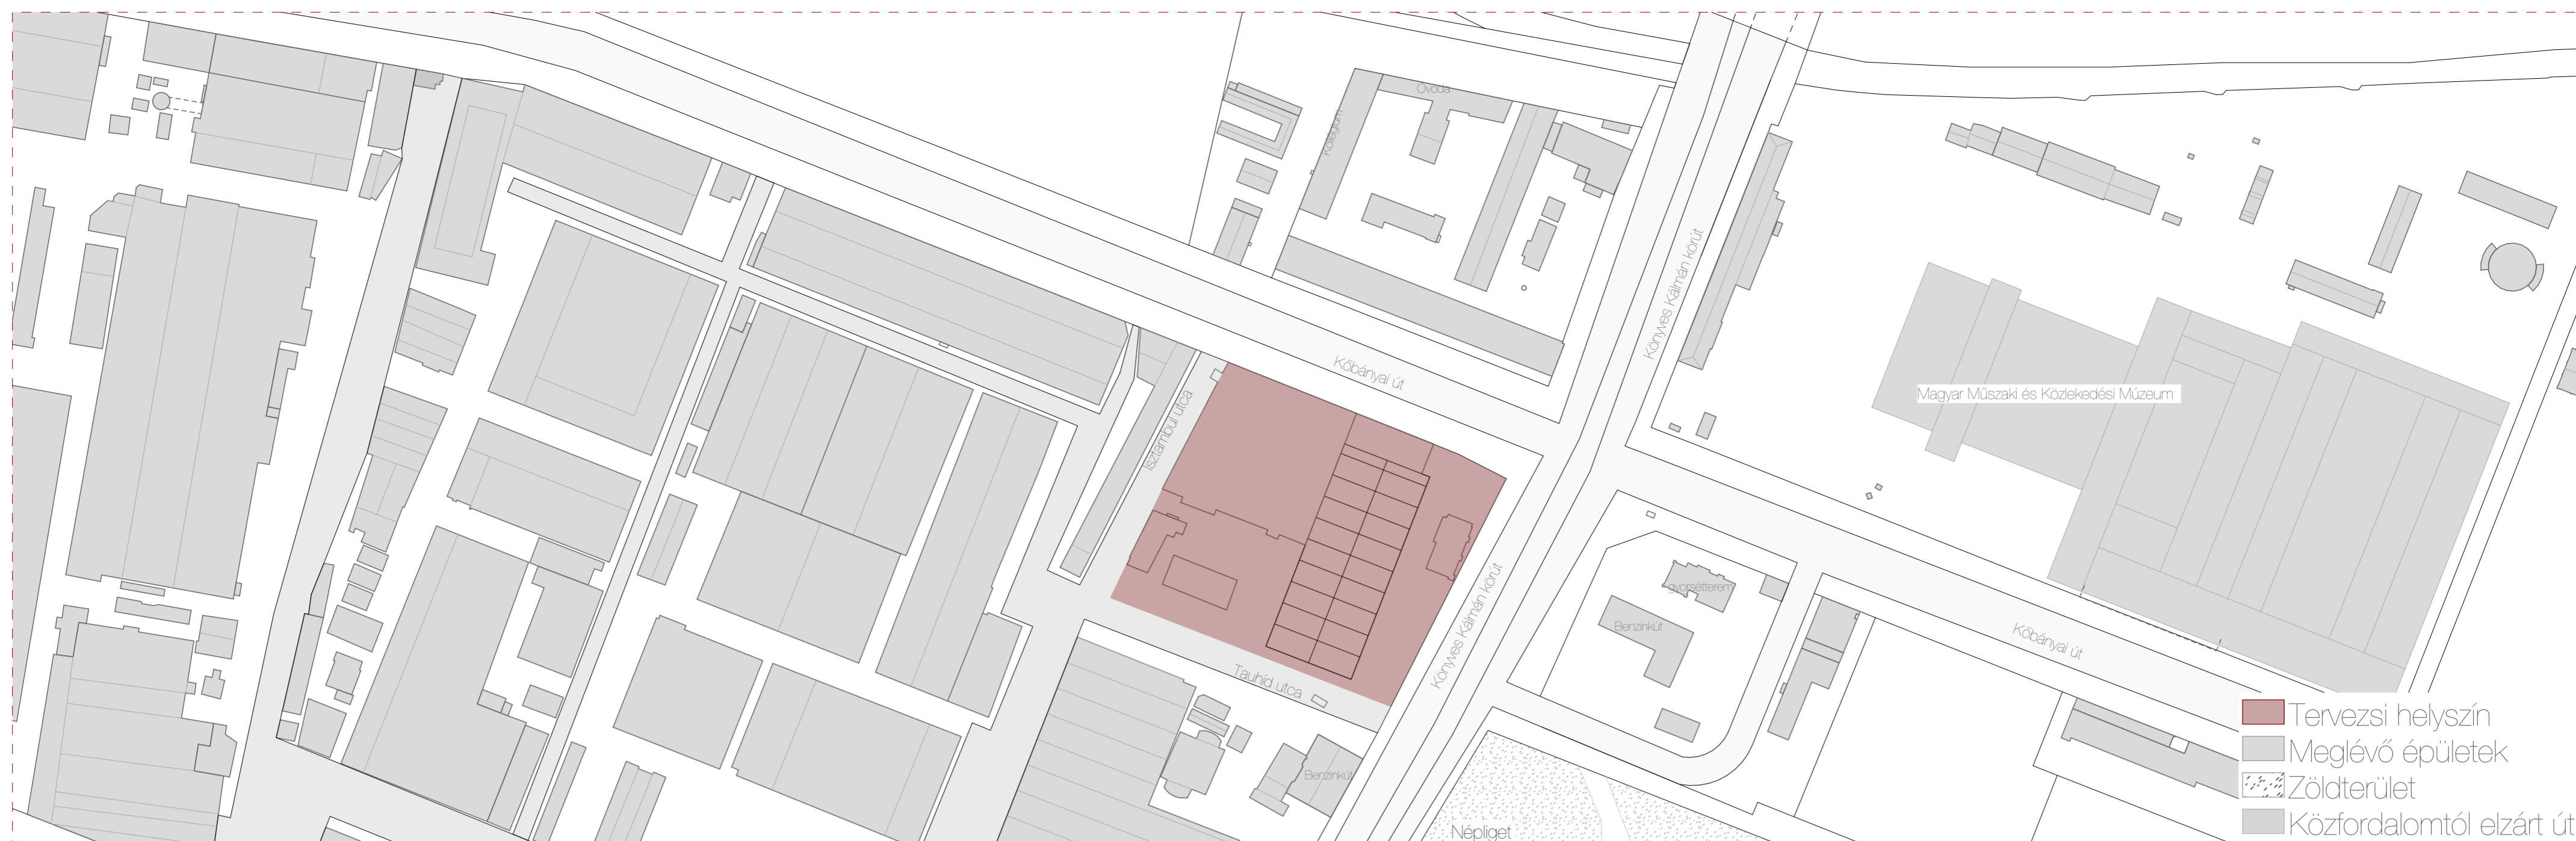 Óvoda
Kollégium
Könyves Kálmán körút
Kőbányai út
Isztambul utca
Magyar Műszaki és Közlekedési Múzeum
gyorsétterem
Benzinkút
Könyves Kálmán körút
Kőbányai út
Tauhíd utca
Benzinkút
Népliget
Tervezsi helyszín
Meglévő épületek
Zöldterület
Közfordalomtól elzárt út